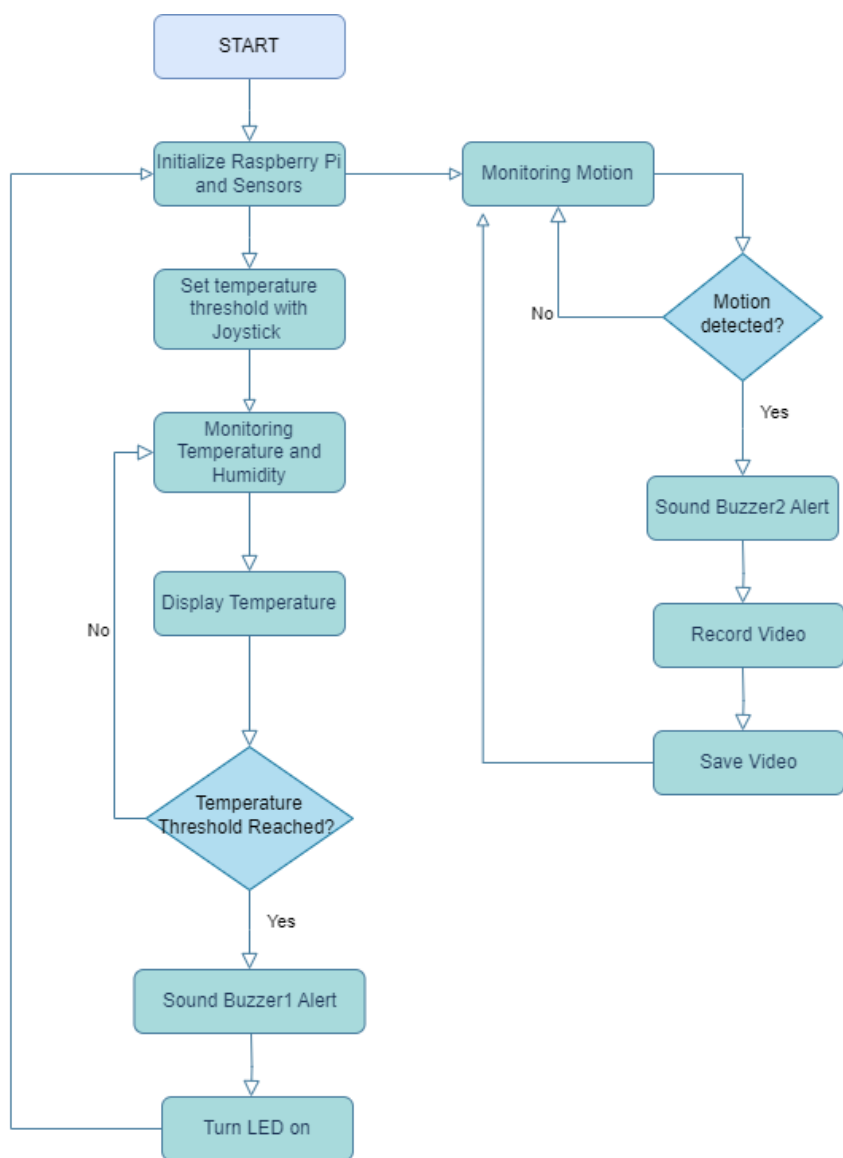 START
Initialize Raspberry Pi
and Sensors
Monitoring Motion
Set temperature
threshold with
Joystick
Motion
detected?
No
Yes
Monitoring
Temperature and
Humidity
Sound Buzzer2 Alert
Display Temperature
No
Record Video
Save Video
Temperature
Threshold Reached?
Yes
Sound Buzzer1 Alert
Turn LED on